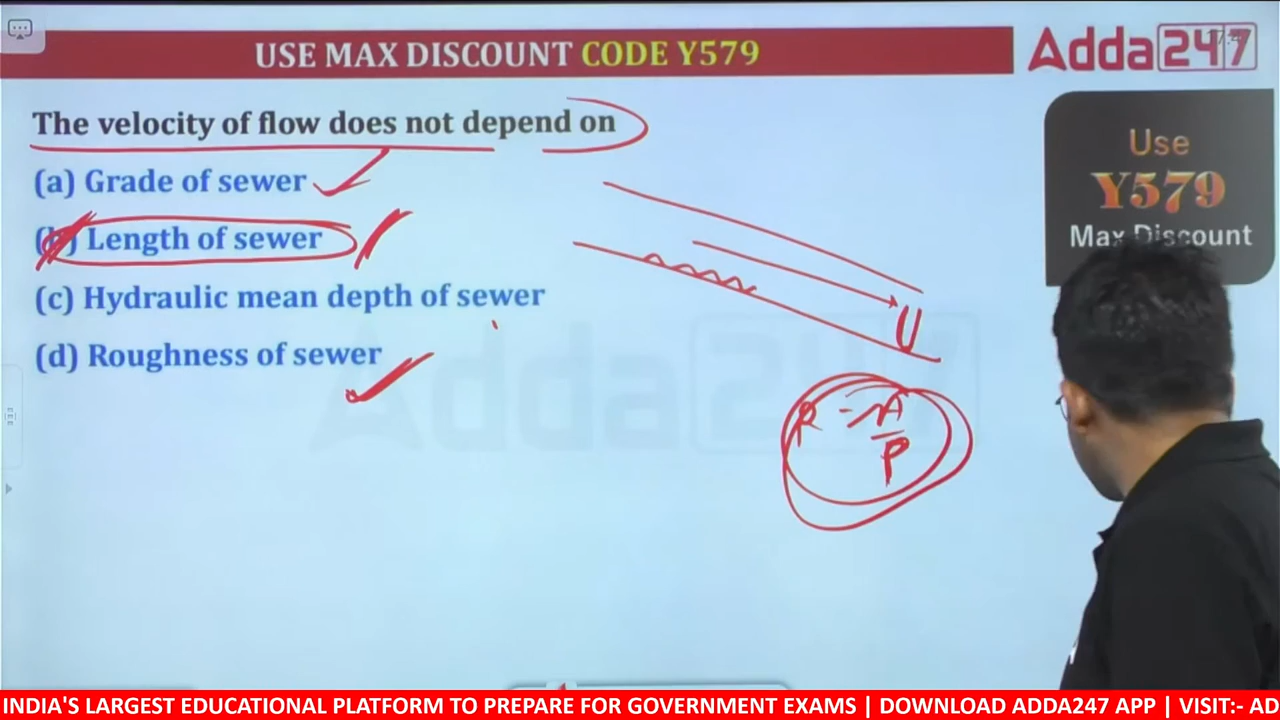 USE MAX DISCOUNT CODE Y579
Adda247
The velocity of flow does not depend on
(a) Grade of sewer
(b) Length of sewer
(c) Hydraulic mean depth of sewer
(d) Roughness of sewer
Use
Y579
Max Discount
Adda247
R = A
P
INDIA'S LARGEST EDUCATIONAL PLATFORM TO PREPARE FOR GOVERNMENT EXAMS | DOWNLOAD ADDA247 APP | VISIT:- AD